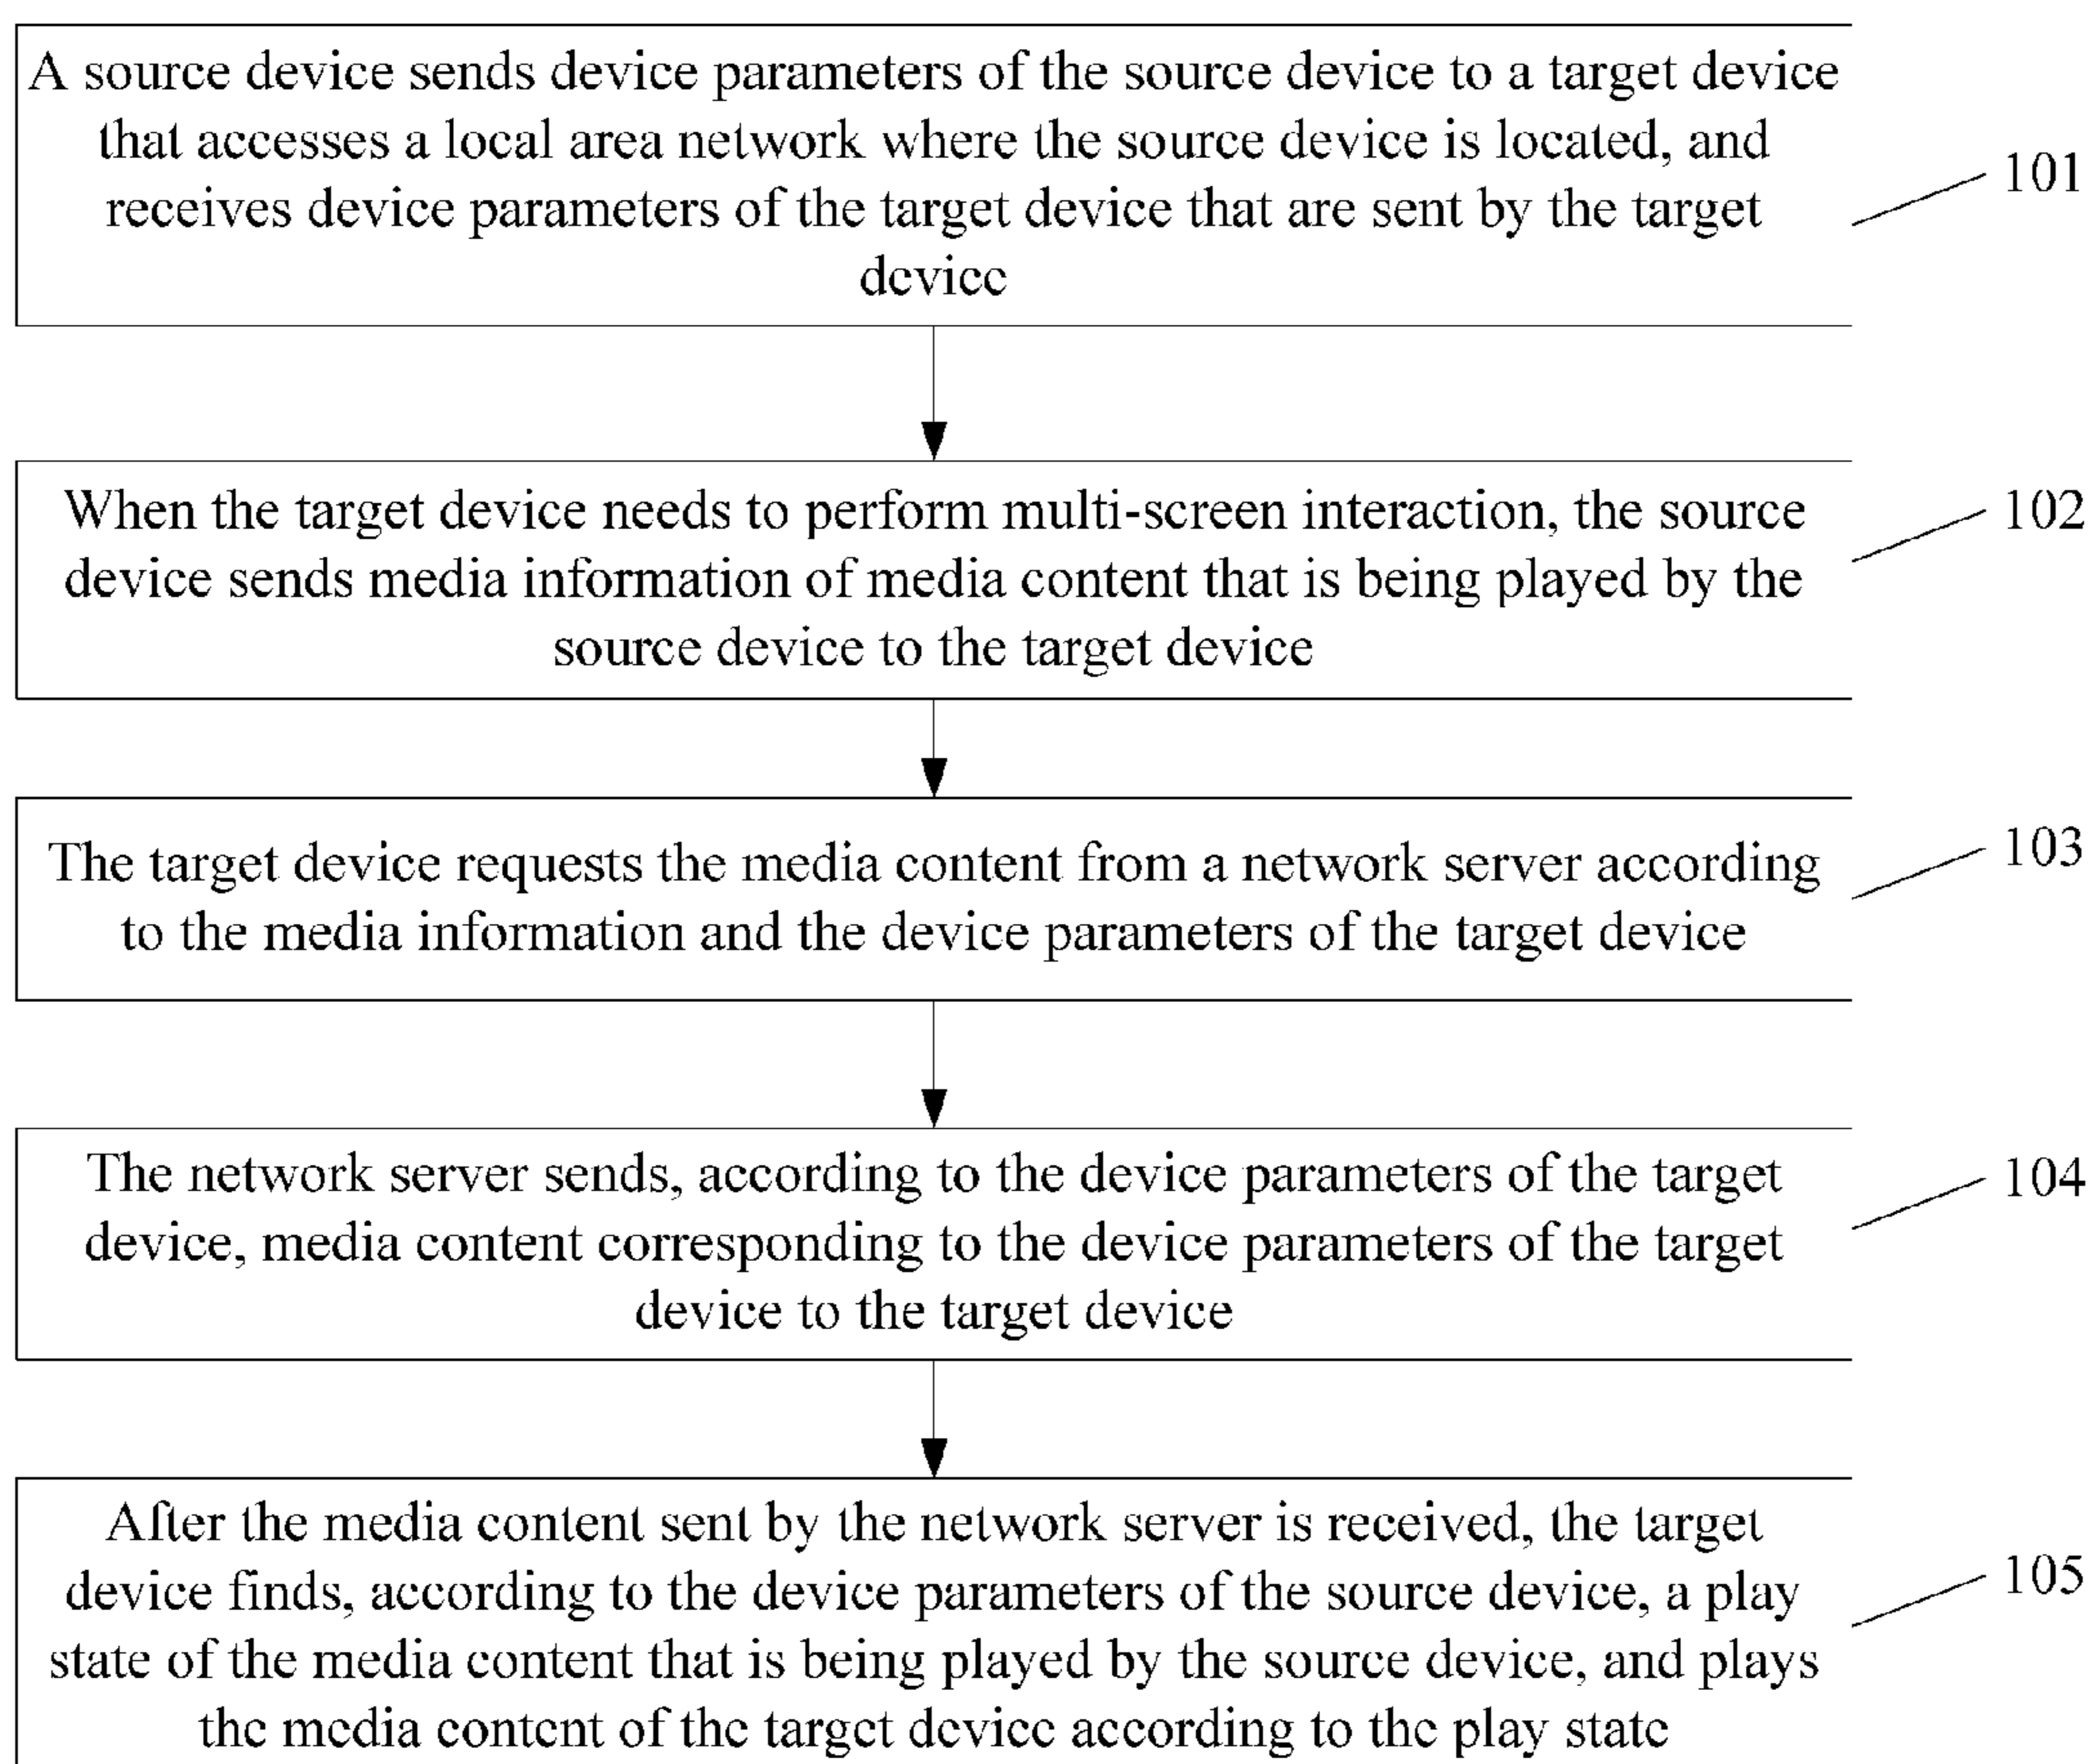 A source device sends device parameters of the source device to a target device
that accesses a local area network where the source device is located, and
receives device parameters of the target device that are sent by the target
device
101
When the target device needs to perform multi-screen interaction, the source
device sends media information of media content that is being played by the
source device to the target device
102
The target device requests the media content from a network server according
to the media information and the device parameters of the target device
103
The network server sends, according to the device parameters of the target
device, media content corresponding to the device parameters of the target
device to the target device
104
After the media content sent by the network server is received, the target
device finds, according to the device parameters of the source device, a play
state of the media content that is being played by the source device, and plays
the media content of the target device according to the play state
105